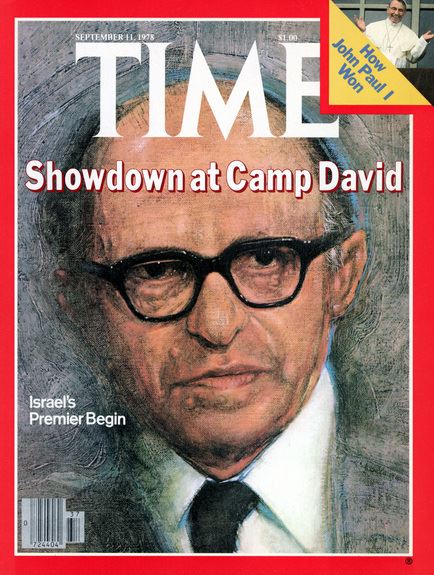 SEPTEMBER 11, 1978
$1.00
TIME
How
John Paul I
Won
Showdown at Camp David
Israel's
Premier Begin
37
0
724404
®